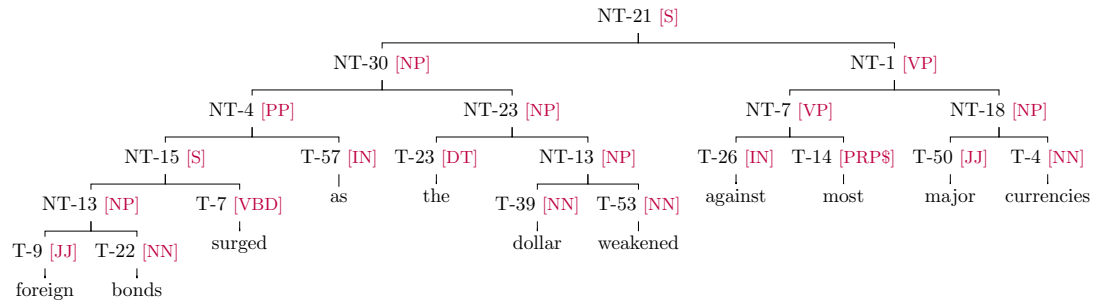 NT-21 [S]
NT-30 [NP] NT-1 [VP]
NT-4 [PP] NT-23 [NP] NT-7 [VP] NT-18 [NP]
NT-15 [S] T-57 [IN] T-23 [DT] NT-13 [NP] T-26 [IN] T-14 [PRP$] T-50 [JJ] T-4 [NN]
NT-13 [NP] T-7 [VBD] as the T-39 [NN] T-53 [NN] against most major currencies
T-9 [JJ] T-22 [NN] surged dollar weakened
foreign bonds